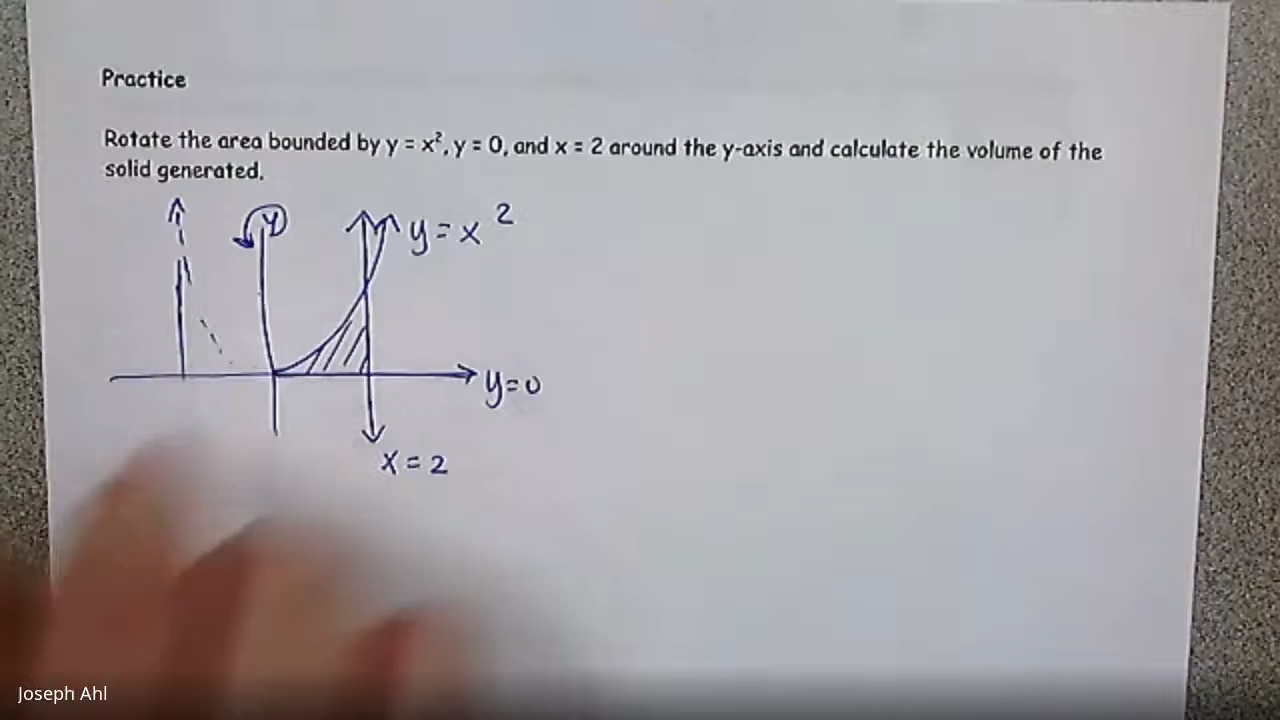 Practice
Rotate the area bounded by y = x², y = 0, and x = 2 around the y-axis and calculate the volume of the
solid generated.
y
y = x 2
y=0
x = 2
Joseph Ahl